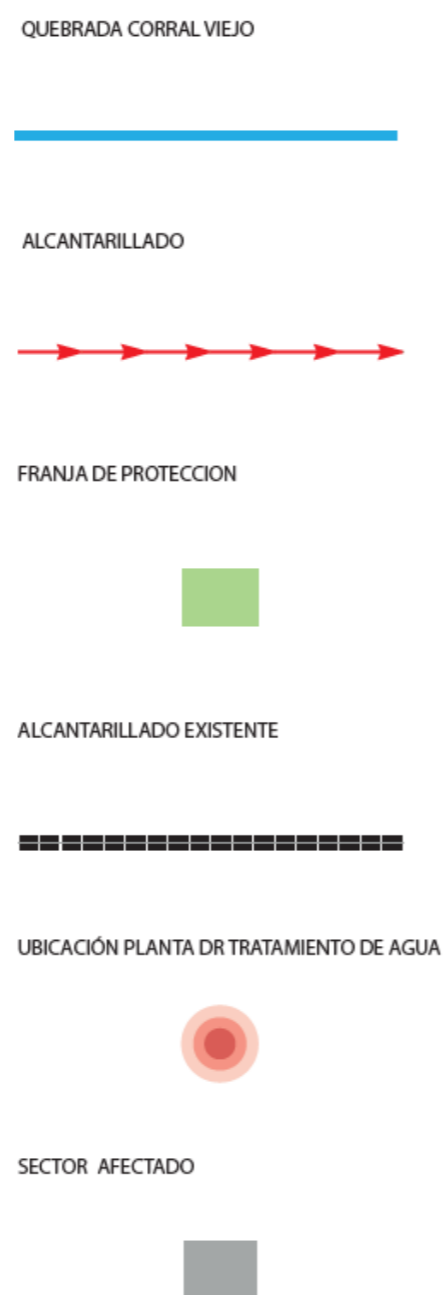 QUEBRADA CORRAL VIEJO
ALCANTARILLADO
FRANJA DE PROTECCION
ALCANTARILLADO EXISTENTE
UBICACIÓN PLANTA DR TRATAMIENTO DE AGUA
SECTOR AFECTADO